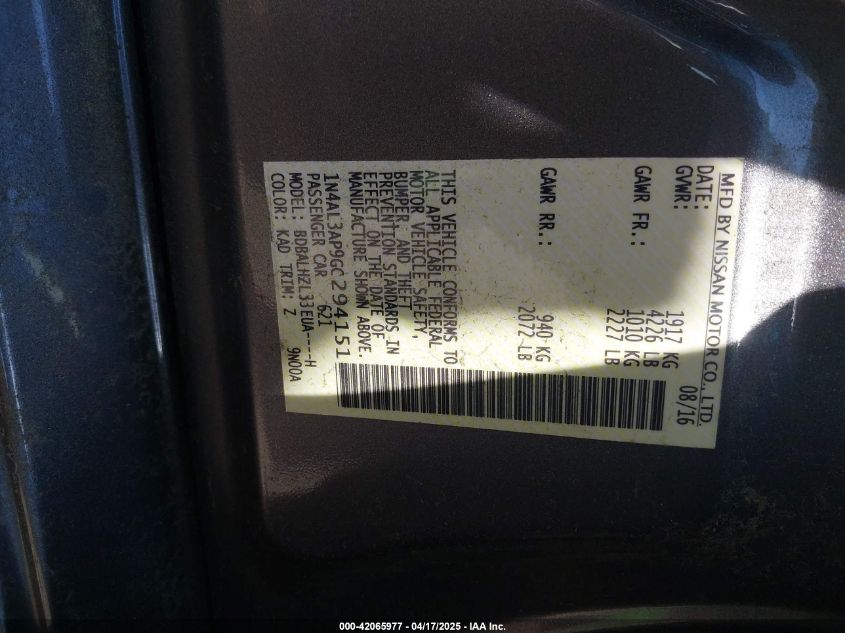 MFD BY NISSAN MOTOR CO., LTD.
DATE: 08/16
GVWR: 1917 KG
4226 LB
GAWR FR.: 1010 KG
2227 LB
GAWR RR.: 940 KG
2072 LB
THIS VEHICLE CONFORMS TO
ALL APPLICABLE FEDERAL
MOTOR VEHICLE SAFETY,
BUMPER, AND THEFT
PREVENTION STANDARDS IN
EFFECT ON THE DATE OF
MANUFACTURE SHOWN ABOVE.
1N4AL3AP9GC294151
PASSENGER CAR 621
MODEL: BDBALHZL33EUA----H
COLOR: KAD TRIM: Z 9N00A
000-42065977 - 04/17/2025 - IAA Inc.